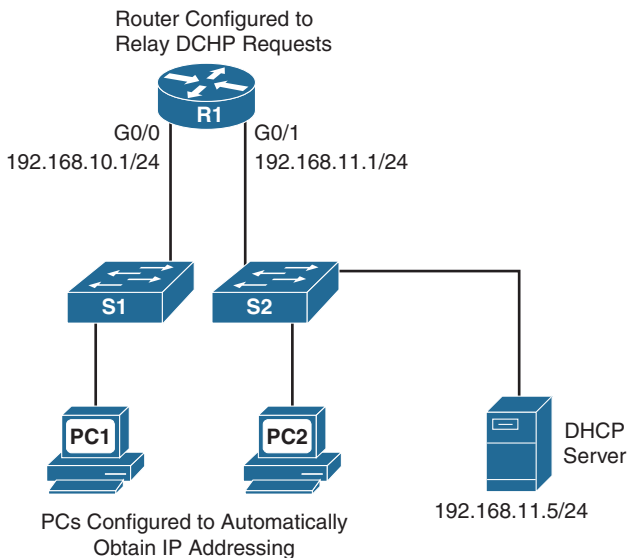 Router Configured to
Relay DCHP Requests
R1
G0/0
G0/1
192.168.10.1/24
192.168.11.1/24
S1
S2
PC1
PC2
DHCP
Server
192.168.11.5/24
PCs Configured to Automatically
Obtain IP Addressing